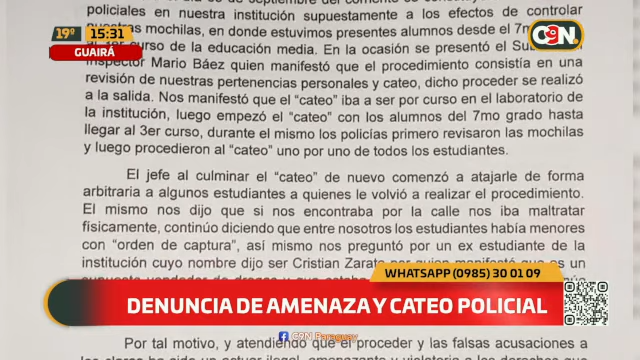 19º 15:31
GUAIRÁ
C9N
policiales en nuestra institución supuestamente a los efectos de controlar
nuestras mochilas, en donde estuvimos presentes alumnos desde el 7mo
curso de la educación media. En la ocasión se presentó el
Inspector Mario Báez quien manifestó que el procedimiento consistía en una
revisión de nuestras pertenencias personales y cateo, dicho proceder se realizó
a la salida. Nos manifestó que el “cateo” iba a ser por curso en el laboratorio de
la institución, luego empezó el “cateo” con los alumnos del 7mo grado hasta
llegar al 3er curso, durante el mismo los policías primero revisaron las mochilas
y luego procedieron al “cateo” uno por uno de todos los estudiantes.
El jefe al culminar el “cateo” de nuevo comenzó a atajarle de forma
arbitraria a algunos estudiantes a quienes le volvió a realizar el procedimiento.
El mismo nos dijo que si nos encontraba por la calle nos iba maltratar
físicamente, continúo diciendo que entre nosotros los estudiantes había menores
con “orden de captura”, así mismo nos preguntó por un ex estudiante de la
institución cuyo nombre dijo ser Cristian Zarate
WHATSAPP (0985) 30 01 09
DENUNCIA DE AMENAZA Y CATEO POLICIAL
C9N Paraguay
Por tal motivo, y atendiendo que el proceder y las falsas acusaciones a